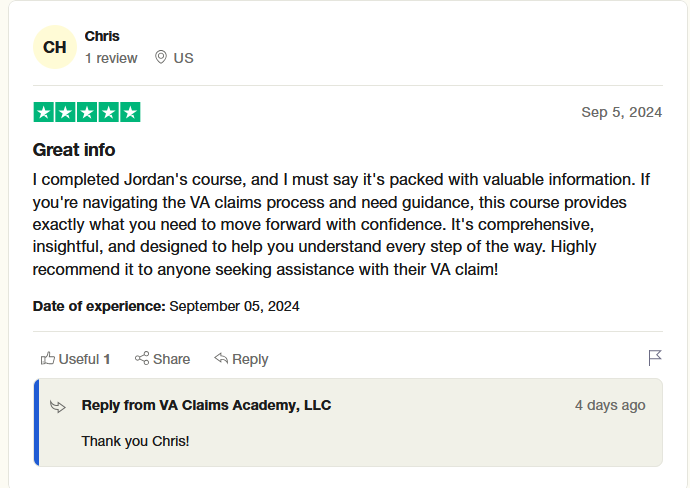 CH
Chris
1 review US
Sep 5, 2024
Great info
I completed Jordan's course, and I must say it's packed with valuable information. If
you're navigating the VA claims process and need guidance, this course provides
exactly what you need to move forward with confidence. It's comprehensive,
insightful, and designed to help you understand every step of the way. Highly
recommend it to anyone seeking assistance with their VA claim!
Date of experience: September 05, 2024
Useful 1 Share Reply
Reply from VA Claims Academy, LLC 4 days ago
Thank you Chris!